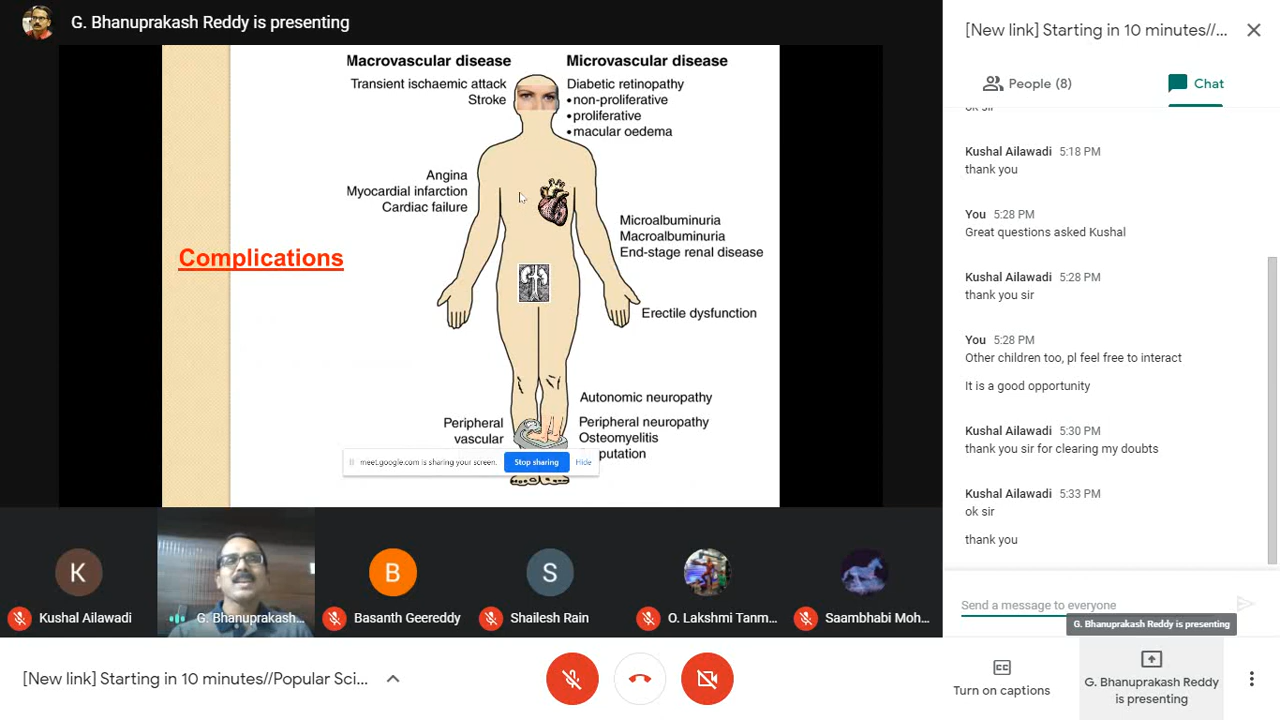 G. Bhanuprakash Reddy is presenting
Macrovascular disease
Transient ischaemic attack
Stroke
Microvascular disease
Diabetic retinopathy
•non-proliferative
•proliferative
•macular oedema
Angina
Myocardial infarction
Cardiac failure
Microalbuminuria
Macroalbuminuria
End-stage renal disease
Complications
Erectile dysfunction
Autonomic neuropathy
Peripheral
vascular
Peripheral neuropathy
Osteomyelitis
putation
meet.google.com is sharing your screen.
Stop sharing
Hide
K
B
S
Kushal Ailawadi
G. Bhanuprakash...
Basanth Geereddy
Shailesh Rain
O. Lakshmi Tanm...
Saambhabi Moh...
[New link] Starting in 10 minutes//Popular Sci...
[New link] Starting in 10 minutes//...
People (8)
Chat
ok sir
Kushal Ailawadi 5:18 PM
thank you
You 5:28 PM
Great questions asked Kushal
Kushal Ailawadi 5:28 PM
thank you sir
You 5:28 PM
Other children too, pl feel free to interact
It is a good opportunity
Kushal Ailawadi 5:30 PM
thank you sir for clearing my doubts
Kushal Ailawadi 5:33 PM
ok sir
thank you
Send a message to everyone
G. Bhanuprakash Reddy is presenting
CC
Turn on captions
G. Bhanuprakash Reddy
is presenting